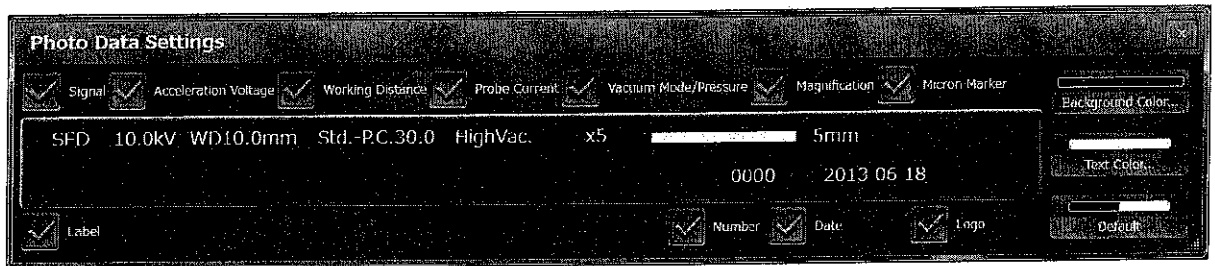 Photo Data Settings
Signal Acceleration Voltage Working Distance Probe Current Vacuum Mode/Pressure Magnification Micron-Marker
Background Color...
SED 10.0kV WD10.0mm Std.-P.C.30.0 HighVac. x5 5mm
Text Color...
0000 2013 06 18
Label Number Date Logo
Default